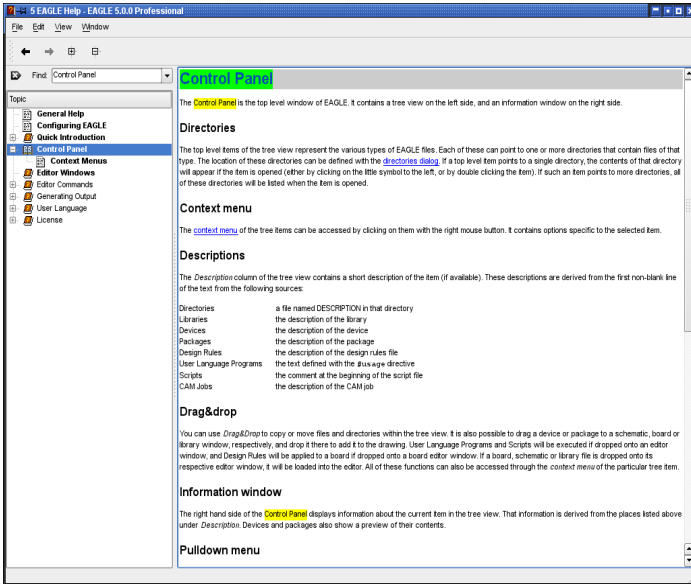 5 EAGLE Help - EAGLE 5.0.0 Professional
File Edit View Window
Find: Control Panel
Topic
General Help
Configuring EAGLE
Quick Introduction
Control Panel
Context Menus
Editor Windows
Editor Commands
Generating Output
User Language
License
Control Panel
The Control Panel is the top level window of EAGLE. It contains a tree view on the left side, and an information window on the right side.
Directories
The top level items of the tree view represent the various types of EAGLE files. Each of these can point to one or more directories that contain files of that
type. The location of these directories can be defined with the directories dialog. If a top level item points to a single directory, the contents of that directory
will appear if the item is opened (either by clicking on the little symbol to the left, or by double clicking the item). If such an item points to more directories, all
of these directories will be listed when the item is opened.
Context menu
The context menu of the tree items can be accessed by clicking on them with the right mouse button. It contains options specific to the selected item.
Descriptions
The Description column of the tree view contains a short description of the item (if available). These descriptions are derived from the first non-blank line
of the text from the following sources:
Directories a file named DESCRIPTION in that directory
Libraries the description of the library
Devices the description of the device
Packages the description of the package
Design Rules the description of the design rules file
User Language Programs the text defined with the #usage directive
Scripts the comment at the beginning of the script file
CAM Jobs the description of the CAM job
Drag&drop
You can use Drag&Drop to copy or move files and directories within the tree view. It is also possible to drag a device or package to a schematic, board or
library window, respectively, and drop it there to add it to the drawing. User Language Programs and Scripts will be executed if dropped onto an editor
window, and Design Rules will be applied to a board if dropped onto a board editor window. If a board, schematic or library file is dropped onto its
respective editor window, it will be loaded into the editor. All of these functions can also be accessed through the context menu of the particular tree item.
Information window
The right hand side of the Control Panel displays information about the current item in the tree view. That information is derived from the places listed above
under Description. Devices and packages also show a preview of their contents.
Pulldown menu